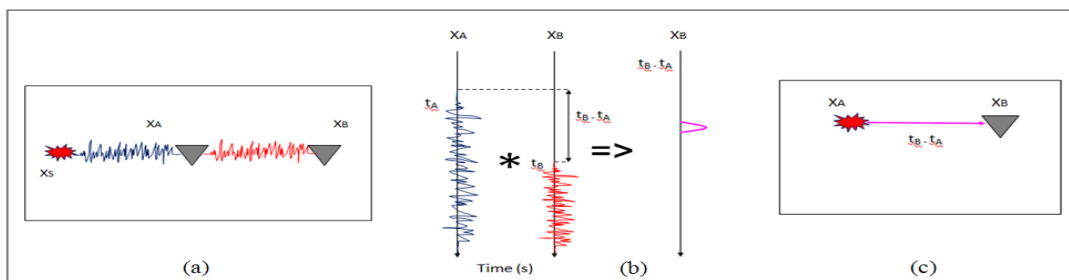 XA
XB
XS
(a)
XA
XB
XB
tA
tB - tA
*
tB
=>
tB - tA
Time (s)
(b)
XA
XB
tB - tA
(c)